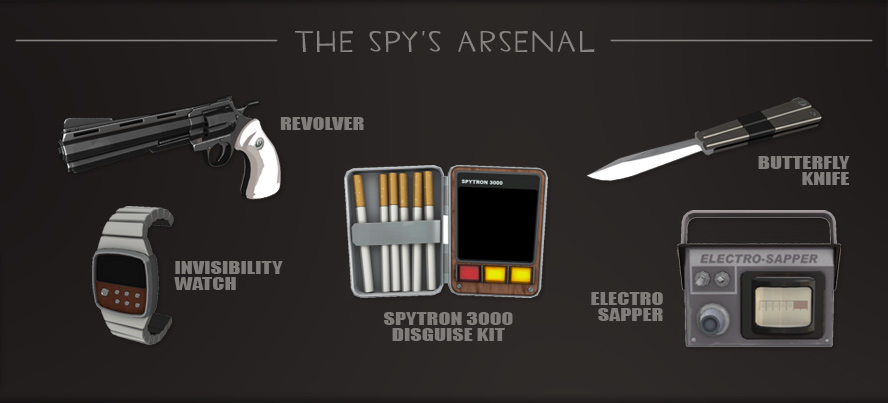 THE SPY'S ARSENAL
REVOLVER
BUTTERFLY
KNIFE
SPYTRON 3000
INVISIBILITY
WATCH
ELECTRO-SAPPER
ELECTRO
SAPPER
SPYTRON 3000
DISGUISE KIT